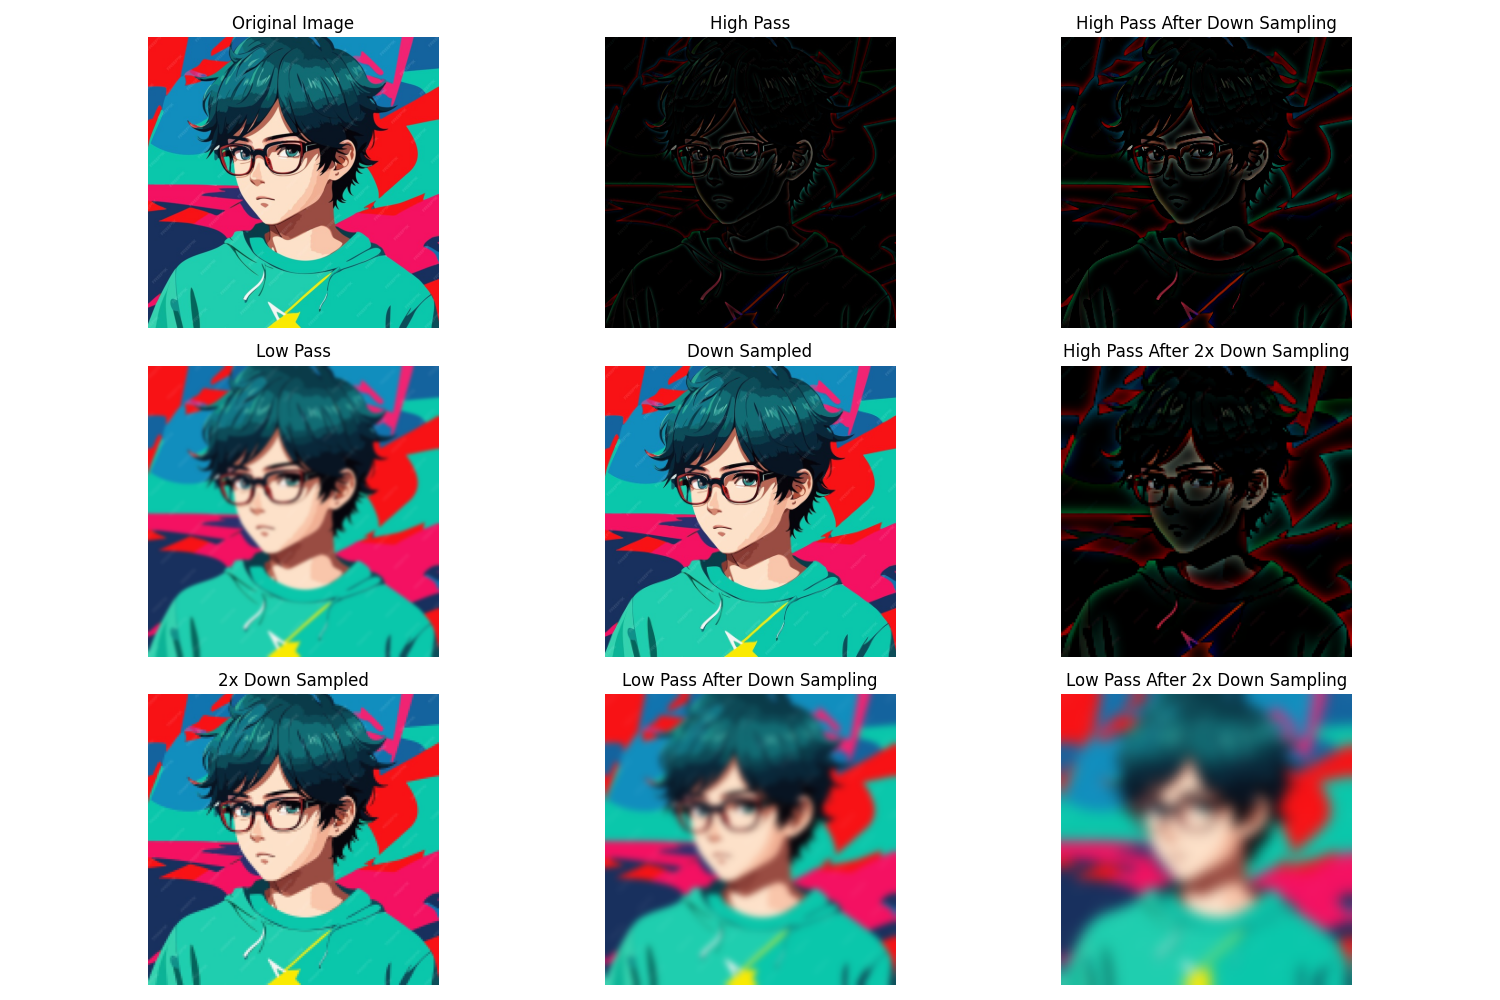 Original Image
High Pass
High Pass After Down Sampling
Low Pass
Down Sampled
High Pass After 2x Down Sampling
2x Down Sampled
Low Pass After Down Sampling
Low Pass After 2x Down Sampling